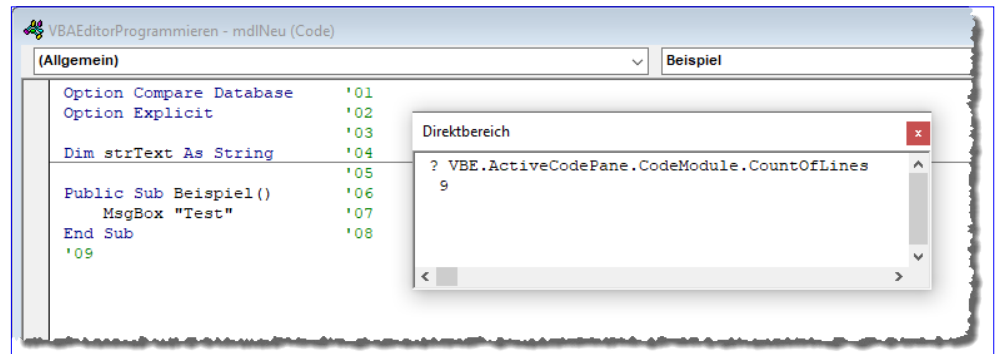 VBAEditorProgrammieren - mdlNeu (Code)
(Allgemein) Beispiel
Option Compare Database '01
Option Explicit '02
'03
Dim strText As String '04
'05
Public Sub Beispiel() '06
MsgBox "Test" '07
End Sub '08
'09
Direktbereich x
? VBE.ActiveCodePane.CodeModule.CountOfLines
9